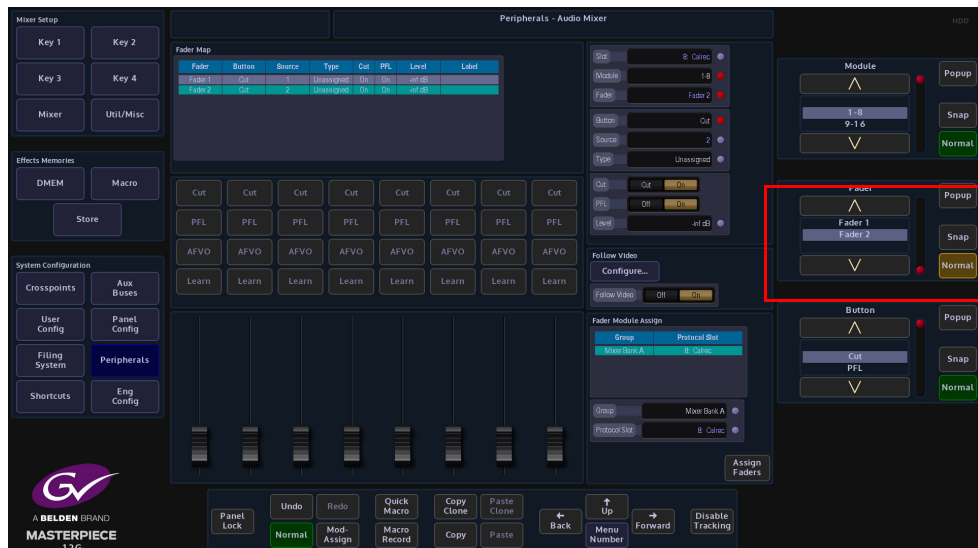 Mixer Setup
Key 1 Key 2
Key 3 Key 4
Mixer Util/Misc
Effects Memories
DMEM Macro
Store
System Configuration
Crosspoints Aux Buses
User Config Panel Config
Filing System Peripherals
Shortcuts Eng Config
GV
A BELDEN BRAND
MASTERPIECE
12G
Peripherals - Audio Mixer
HDD
Fader Map
Fader Button Source Type Cut PFL Level Label
Fader 1 Cut 1 Unassigned On On -inf dB
Fader 2 Cut 2 Unassigned On On -inf dB
Cut Cut Cut Cut Cut Cut Cut Cut
PFL PFL PFL PFL PFL PFL PFL PFL
AFVO AFVO AFVO AFVO AFVO AFVO AFVO AFVO
Learn Learn Learn Learn Learn Learn Learn Learn
Slot 8: Calrec
Module 1-8
Fader Fader 2
Button Cut
Source 2
Type Unassigned
Cut Cut On
PFL Off On
Level -inf dB
Follow Video
Configure...
Follow Video Off On
Fader Module Assign
Group Protocol Slot
Mixer Bank A 8: Calrec
Group Mixer Bank A
Protocol Slot 8: Calrec
Assign Faders
Module
Popup
1-8
9-16
Snap
Normal
Fader
Popup
Fader 1
Fader 2
Snap
Normal
Button
Popup
Cut
PFL
Snap
Normal
Panel Lock
Undo Redo Quick Macro Copy Clone Paste Clone
Normal Mod-Assign Macro Record Copy Paste
Back
Up
Menu Number
Forward
Disable Tracking